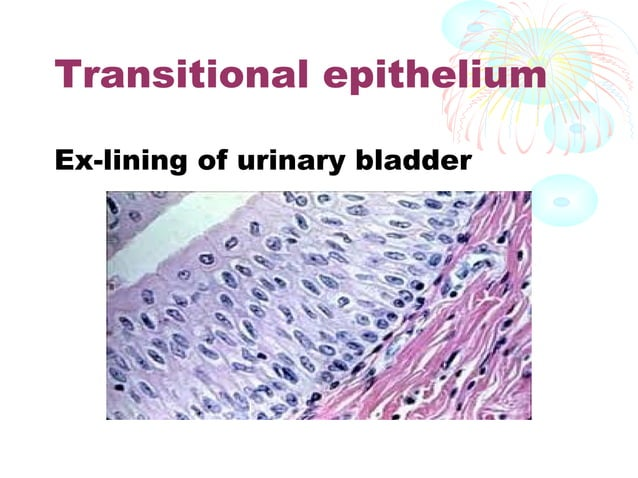 Transitional epithelium
Ex-lining of urinary bladder